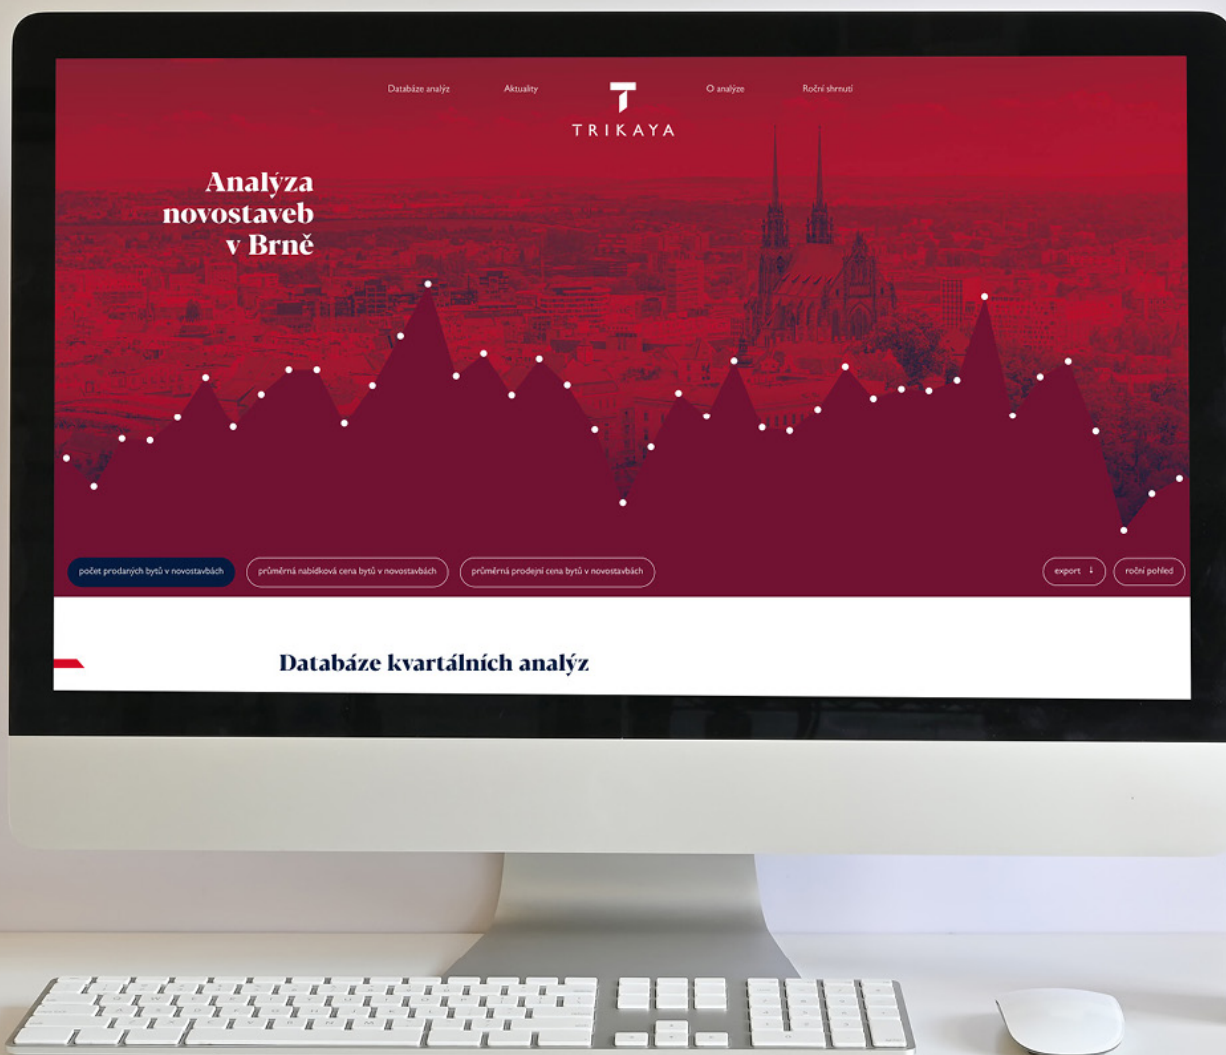 Databáze analýz
Aktuality
TRIKAYA
O analýze
Roční shrnutí
Analýza
novostaveb
v Brně
počet prodaných bytů v novostavbách
průměrná nabídková cena bytů v novostavbách
průměrná prodejní cena bytů v novostavbách
export ↓
roční pohled
Databáze kvartálních analýz